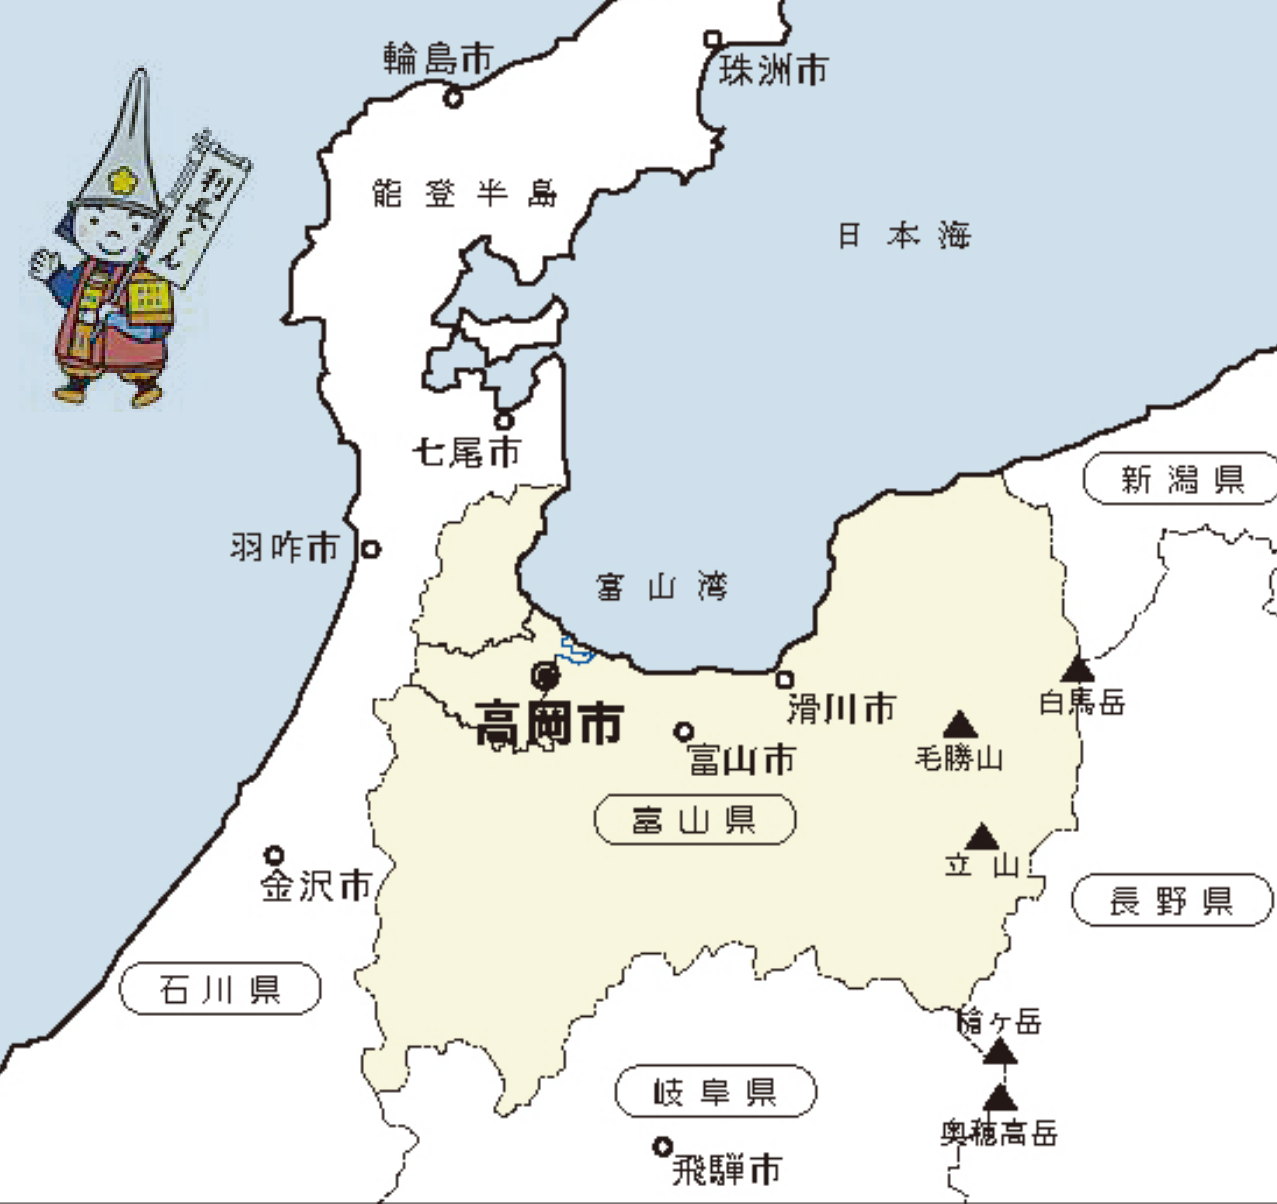 輪島市
珠洲市
利長くん
能登半島
日本海
七尾市
新潟県
羽咋市
富山湾
高岡市
滑川市
白馬岳
富山市
毛勝山
富山県
立山
金沢市
長野県
石川県
槍ヶ岳
岐阜県
奥穂高岳
飛騨市